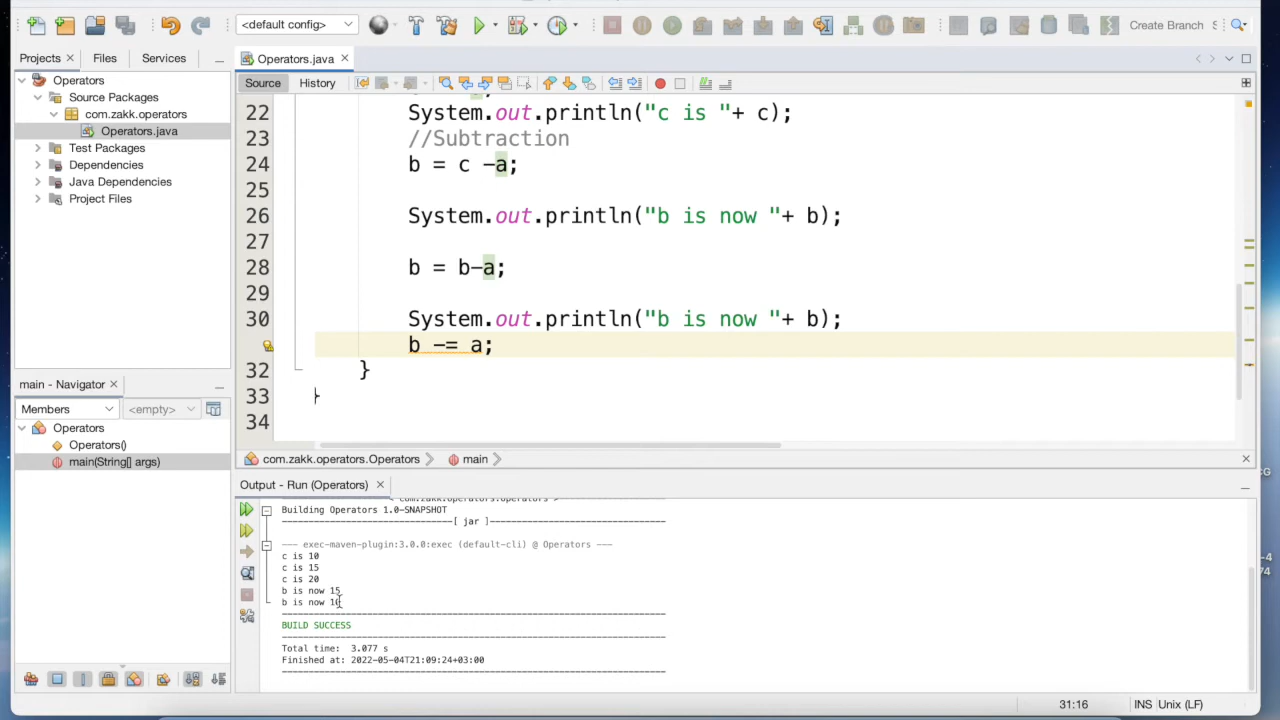 <default config>
Create Branch
Projects
Files
Services
Operators
Source Packages
com.zakk.operators
Operators.java
Test Packages
Dependencies
Java Dependencies
Project Files
Operators.java
Source
History
22 System.out.println("c is "+ c);
23 //Subtraction
24 b = c -a;
25
26 System.out.println("b is now "+ b);
27
28 b = b-a;
29
30 System.out.println("b is now "+ b);
b -= a;
32 }
33 }
34
main - Navigator
Members
<empty>
Operators
Operators()
main(String[] args)
com.zakk.operators.Operators
main
Output - Run (Operators)
< com.zakk.operators:Operators >
Building Operators 1.0-SNAPSHOT
--------------------------------[ jar ]---------------------------------
--- exec-maven-plugin:3.0.0:exec (default-cli) @ Operators ---
c is 10
c is 15
c is 20
b is now 15
b is now 10
------------------------------------------------------------------------
BUILD SUCCESS
------------------------------------------------------------------------
Total time:  3.077 s
Finished at: 2022-05-04T21:09:24+03:00
------------------------------------------------------------------------
31:16
INS
Unix (LF)